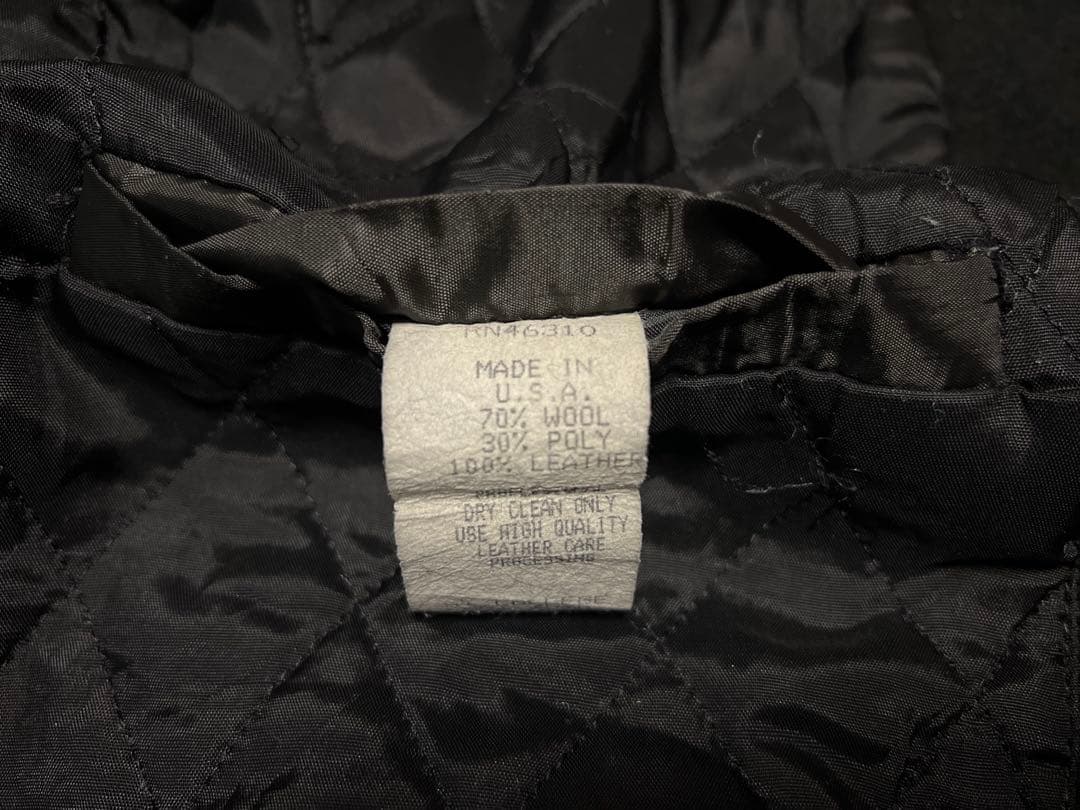 RN46310
MADE IN
U.S.A.
70% WOOL
30% POLY
100% LEATHER
DRY CLEAN ONLY
USE HIGH QUALITY
LEATHER CARE
PROCESSING